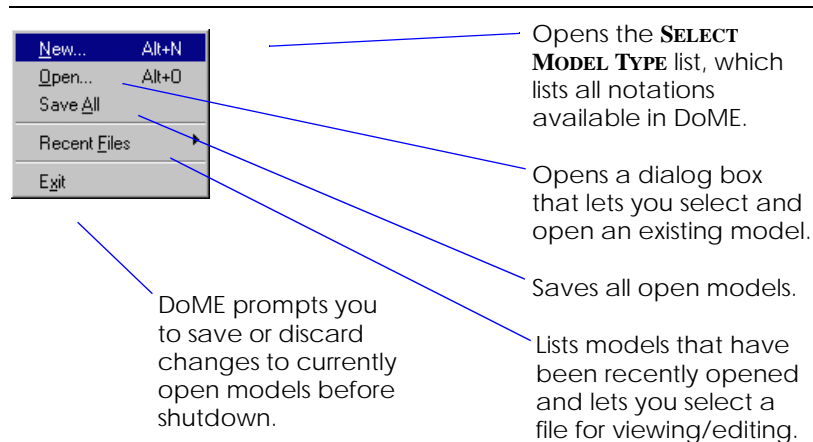 New... Alt+N
Open... Alt+O
Save All
Recent Files
Exit
Opens the SELECT
MODEL TYPE list, which
lists all notations
available in DoME.
Opens a dialog box
that lets you select and
open an existing model.
Saves all open models.
Lists models that have
been recently opened
and lets you select a
file for viewing/editing.
DoME prompts you
to save or discard
changes to currently
open models before
shutdown.